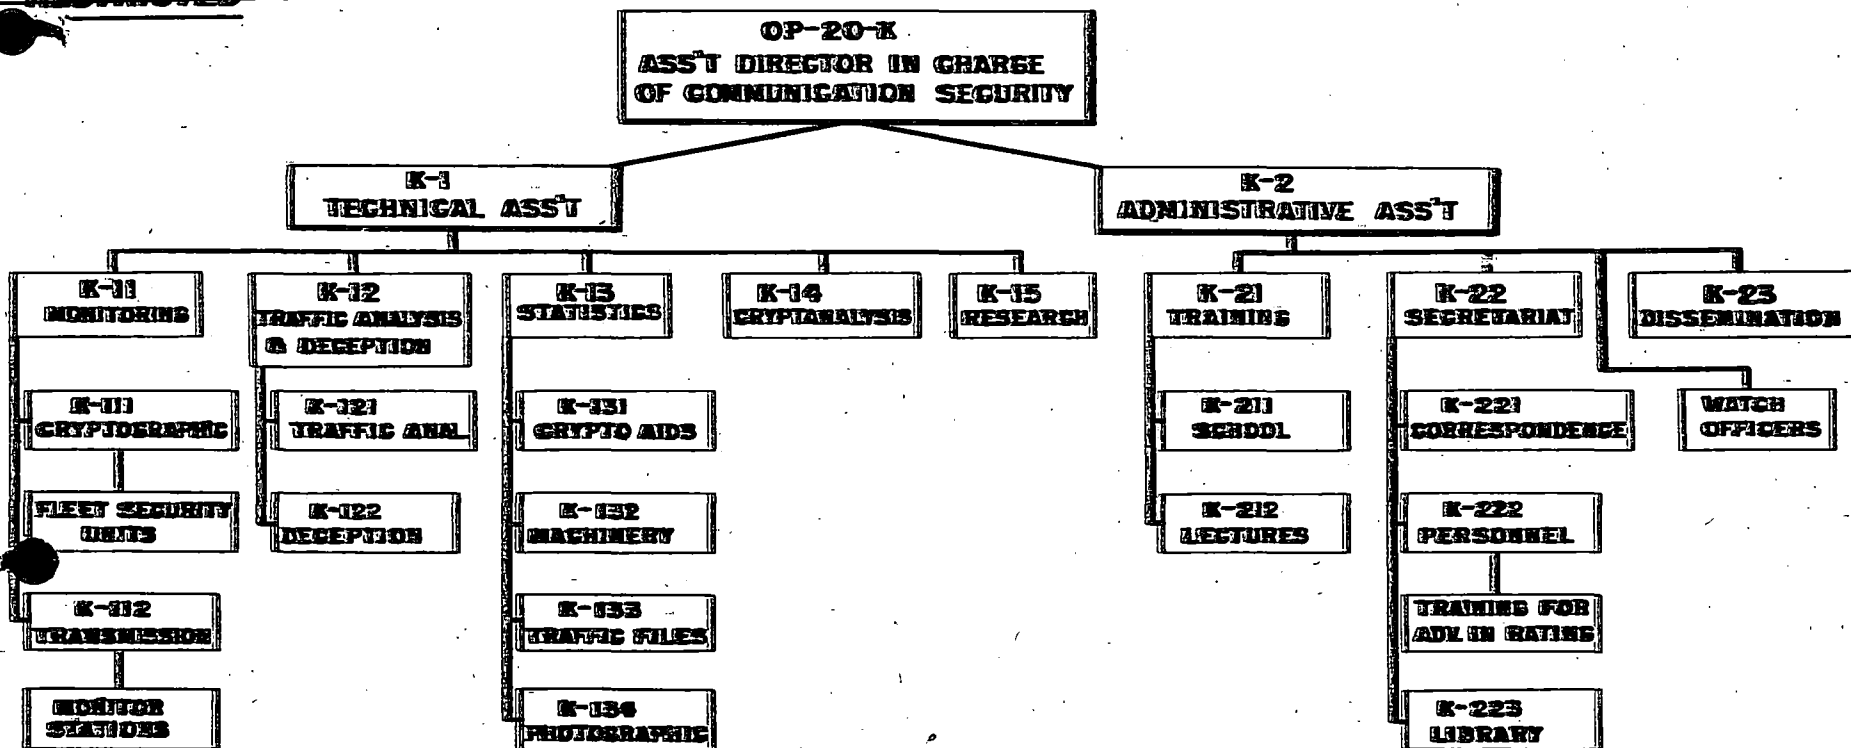 OP-20-K
ASS'T DIRECTOR IN CHARGE
OF COMMUNICATION SECURITY
K-1
TECHNICAL ASS'T
K-2
ADMINISTRATIVE ASS'T
K-11
MONITORING
K-12
TRAFFIC ANALYSIS
& DECEPTION
K-13
STATISTICS
K-14
CRYPTANALYSIS
K-15
RESEARCH
K-21
TRAINING
K-22
SECRETARIAT
K-23
DISSEMINATION
K-111
CRYPTOGRAPHIC
K-121
TRAFFIC ANAL.
K-131
CRYPTO AIDS
K-211
SCHOOL
K-221
CORRESPONDENCE
WATCH
OFFICERS
FLEET SECURITY
UNITS
K-122
DECEPTION
K-132
MACHINERY
K-212
LECTURES
K-222
PERSONNEL
K-112
TRANSMISSION
K-133
TRAFFIC FILES
TRAINING FOR
ADV. IN RATING
MONITOR
STATIONS
K-134
PHOTOGRAPHIC
K-223
LIBRARY